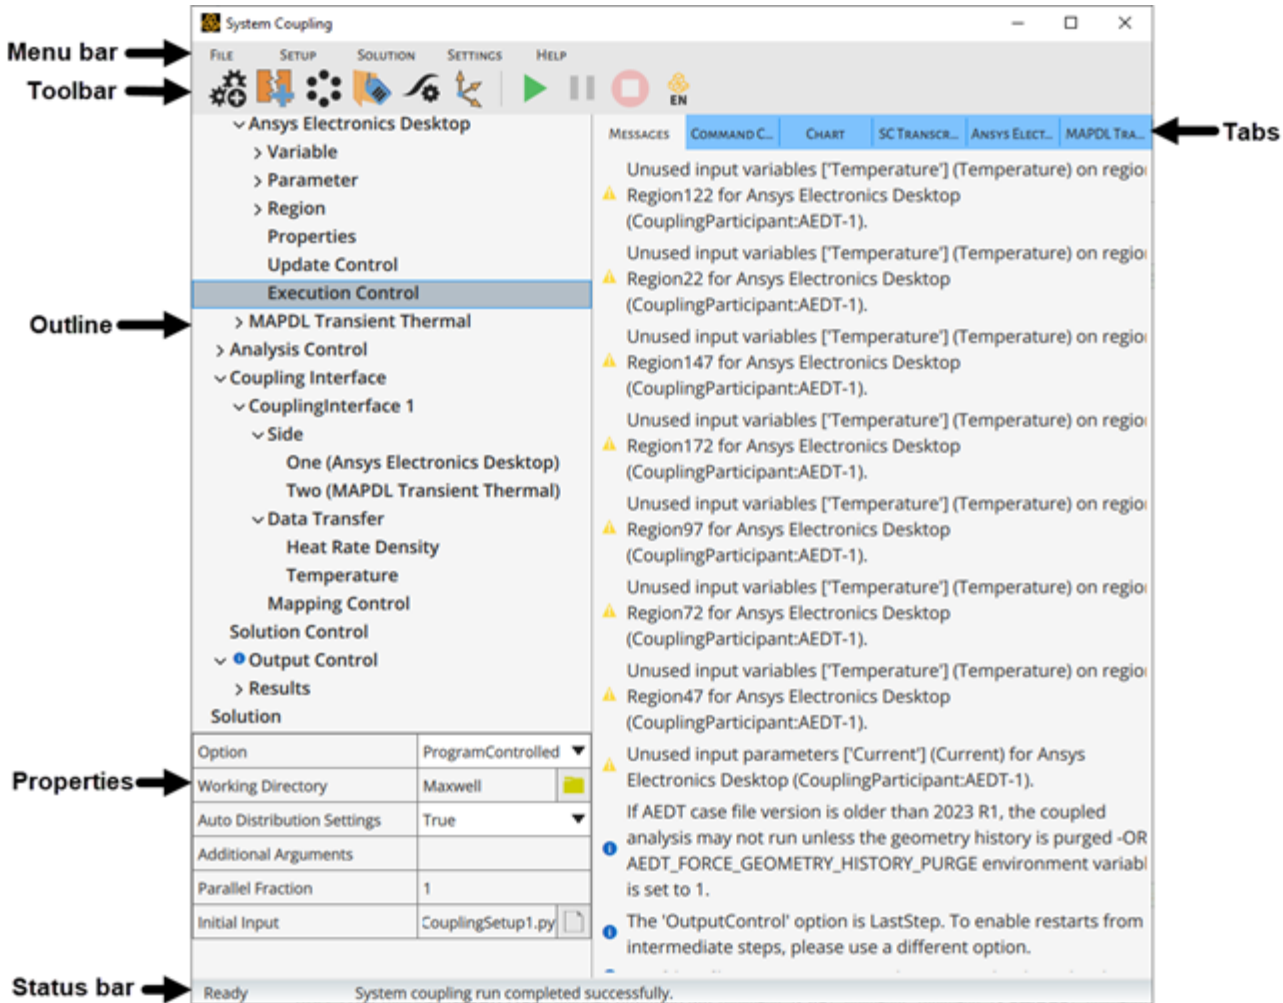 System Coupling
Menu bar
FILE SETUP SOLUTION SETTINGS HELP
Toolbar
EN
Tabs
MESSAGES COMMAND C... CHART SC TRANSCR... ANSYS ELECT... MAPDL TRA...
Ansys Electronics Desktop
Variable
Parameter
Region
Properties
Update Control
Execution Control
Outline
MAPDL Transient Thermal
Analysis Control
Coupling Interface
CouplingInterface 1
Side
One (Ansys Electronics Desktop)
Two (MAPDL Transient Thermal)
Data Transfer
Heat Rate Density
Temperature
Mapping Control
Solution Control
Output Control
Results
Solution
Properties
Option ProgramControlled
Working Directory Maxwell
Auto Distribution Settings True
Additional Arguments
Parallel Fraction 1
Initial Input CouplingSetup1.py
Unused input variables ['Temperature'] (Temperature) on regio
Region122 for Ansys Electronics Desktop
(CouplingParticipant:AEDT-1).
Unused input variables ['Temperature'] (Temperature) on regio
Region22 for Ansys Electronics Desktop
(CouplingParticipant:AEDT-1).
Unused input variables ['Temperature'] (Temperature) on regio
Region147 for Ansys Electronics Desktop
(CouplingParticipant:AEDT-1).
Unused input variables ['Temperature'] (Temperature) on regio
Region172 for Ansys Electronics Desktop
(CouplingParticipant:AEDT-1).
Unused input variables ['Temperature'] (Temperature) on regio
Region97 for Ansys Electronics Desktop
(CouplingParticipant:AEDT-1).
Unused input variables ['Temperature'] (Temperature) on regio
Region72 for Ansys Electronics Desktop
(CouplingParticipant:AEDT-1).
Unused input variables ['Temperature'] (Temperature) on regio
Region47 for Ansys Electronics Desktop
(CouplingParticipant:AEDT-1).
Unused input parameters ['Current'] (Current) for Ansys
Electronics Desktop (CouplingParticipant:AEDT-1).
If AEDT case file version is older than 2023 R1, the coupled
analysis may not run unless the geometry history is purged -OR
AEDT_FORCE_GEOMETRY_HISTORY_PURGE environment variabl
is set to 1.
The 'OutputControl' option is LastStep. To enable restarts from
intermediate steps, please use a different option.
Status bar
Ready System coupling run completed successfully.